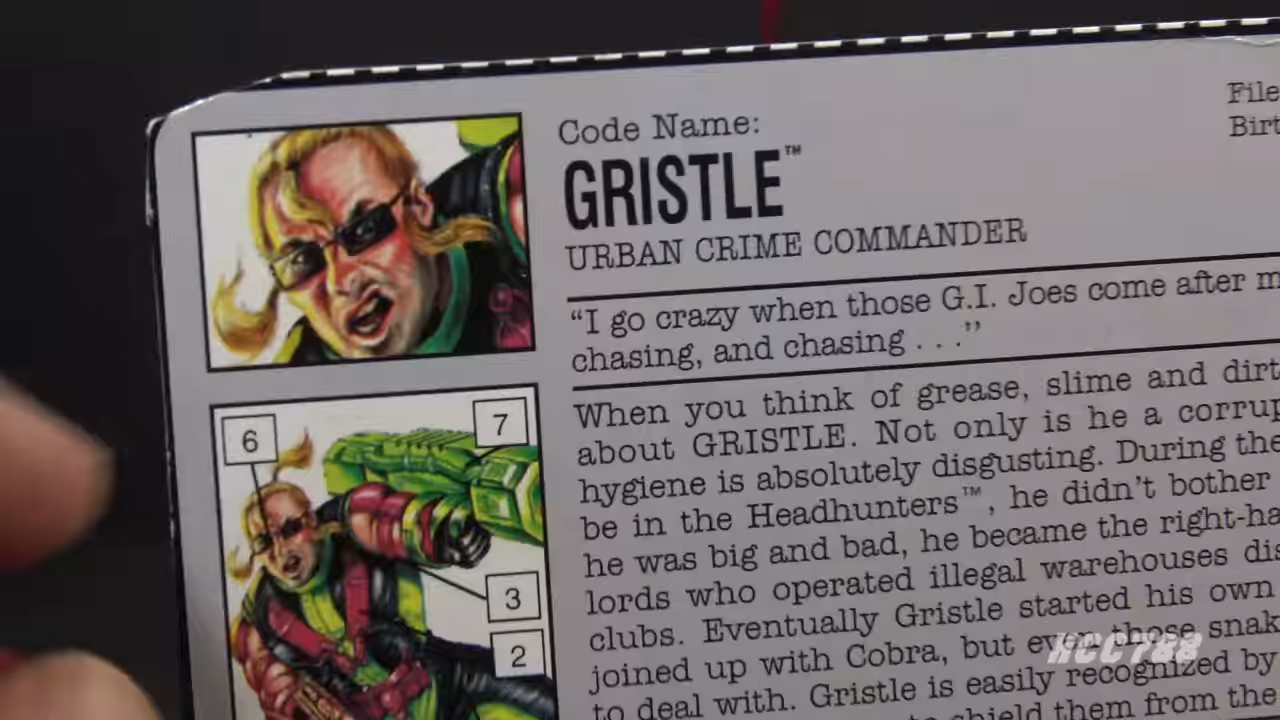 File
Birt
Code Name:
GRISTLE™
URBAN CRIME COMMANDER
"I go crazy when those G.I. Joes come after m
chasing, and chasing . . ."
When you think of grease, slime and dirt
about GRISTLE. Not only is he a corrup
hygiene is absolutely disgusting. During the
be in the Headhunters™, he didn't bother
he was big and bad, he became the right-ha
lords who operated illegal warehouses dis
clubs. Eventually Gristle started his own
joined up with Cobra, but even those snak
to deal with. Gristle is easily recognized by
to shield them from the
6
7
3
2
HCC788